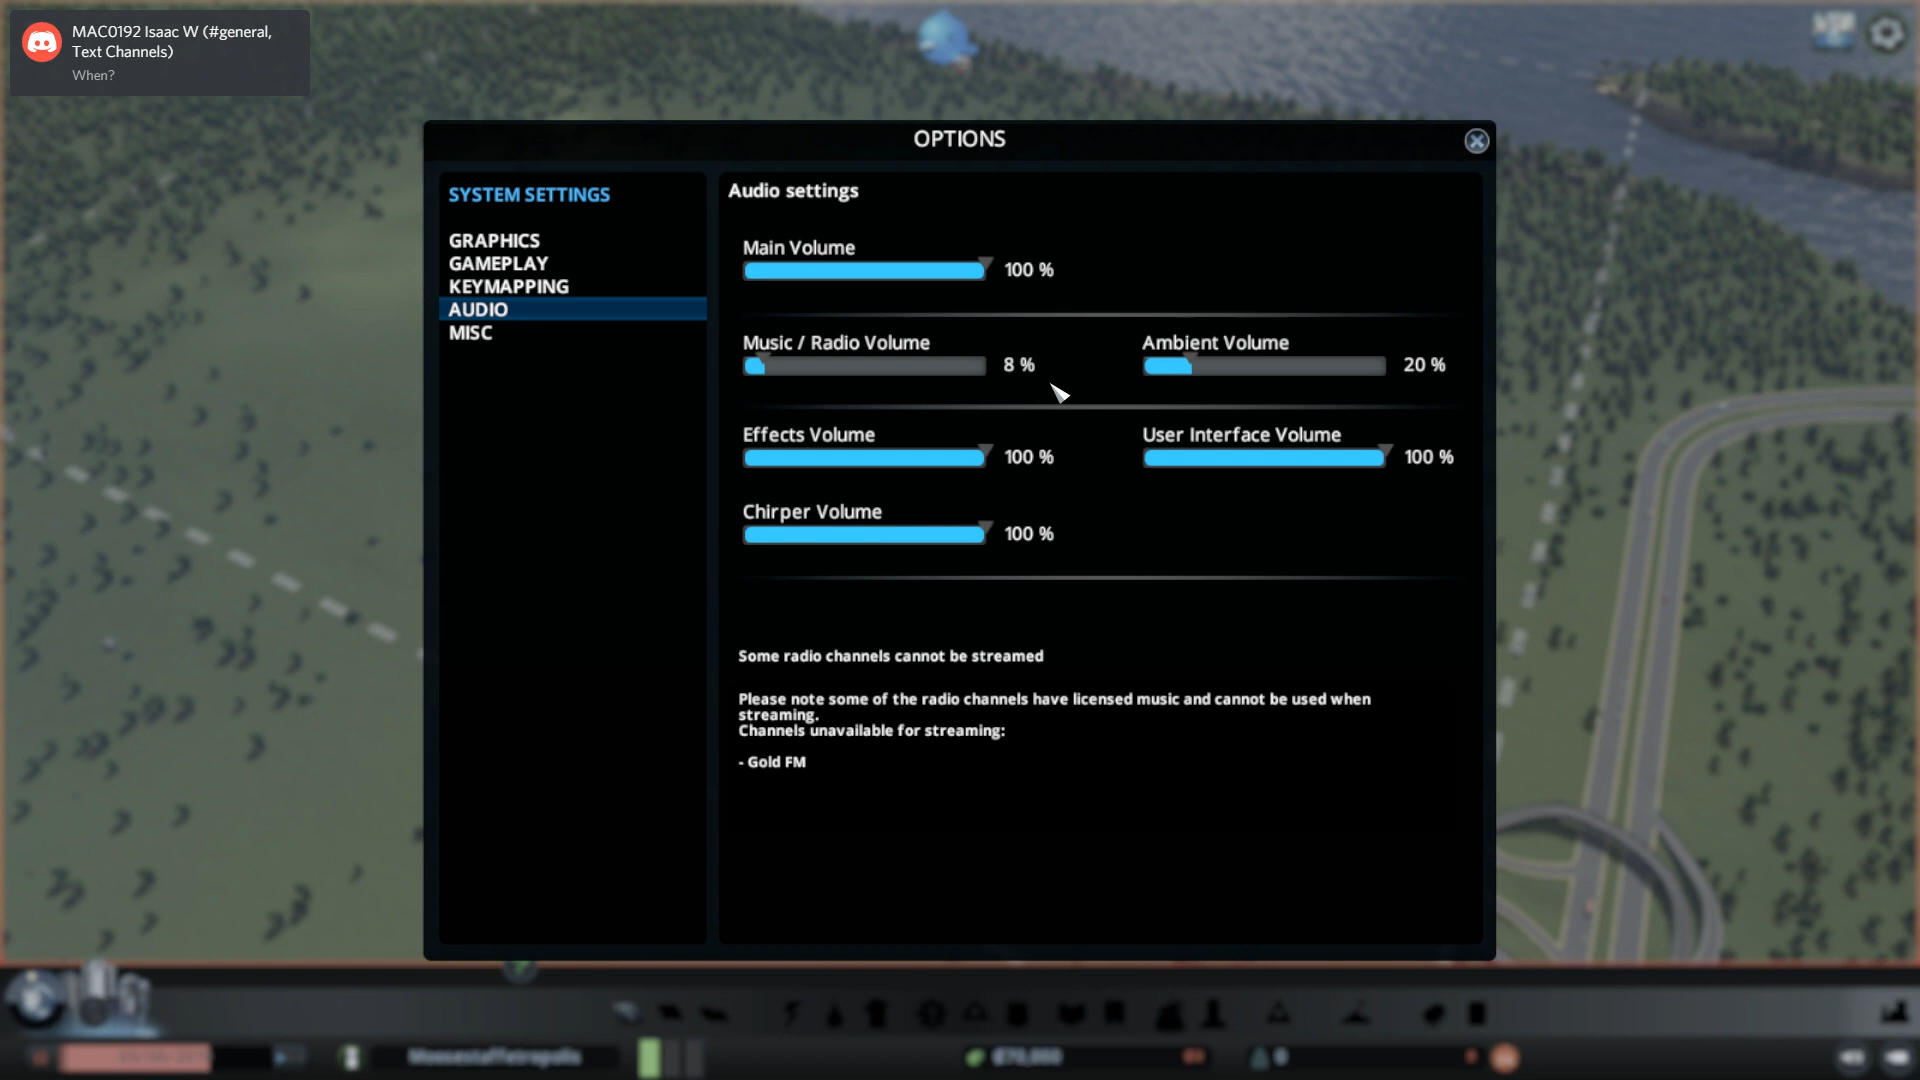 MAC0192 Isaac W (#general,
Text Channels)
When?
OPTIONS
SYSTEM SETTINGS
GRAPHICS
GAMEPLAY
KEYMAPPING
AUDIO
MISC
Audio settings
Main Volume
100 %
Music / Radio Volume
8 %
Ambient Volume
20 %
Effects Volume
100 %
User Interface Volume
100 %
Chirper Volume
100 %
Some radio channels cannot be streamed
Please note some of the radio channels have licensed music and cannot be used when
streaming.
Channels unavailable for streaming:
- Gold FM